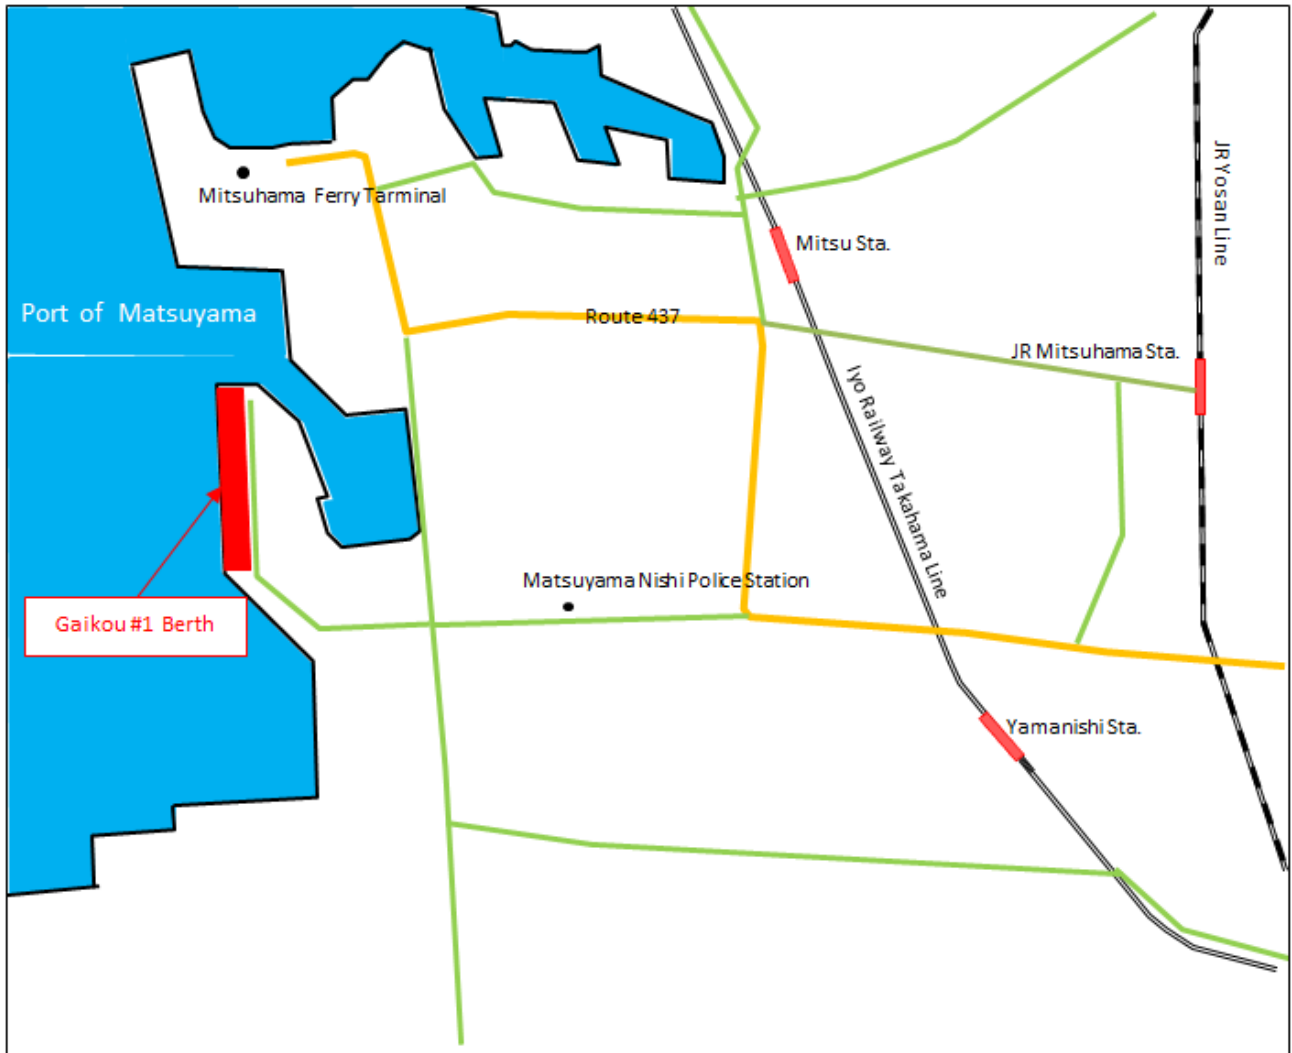 JR Yosan Line
Mitsuhama Ferry Tarminal
Mitsu Sta.
Port of Matsuyama
Route 437
JR Mitsuhama Sta.
Iyo Railway Takahama Line
Matsuyama Nishi Police Station
Gaikou #1 Berth
Yamanishi Sta.